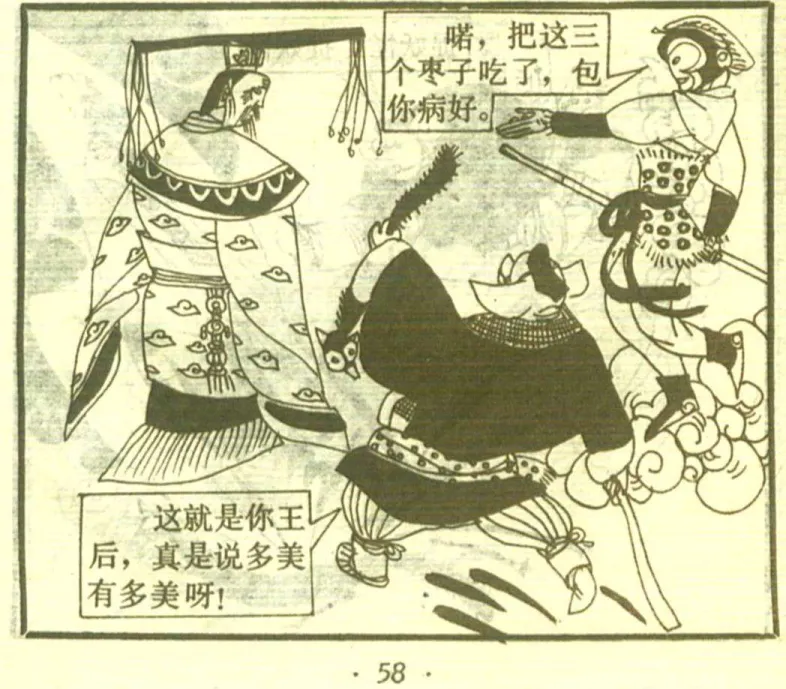 喏，把这三
个枣子吃了，包
你病好。
这就是你王
后，真是说多美
有多美呀！
· 58 ·